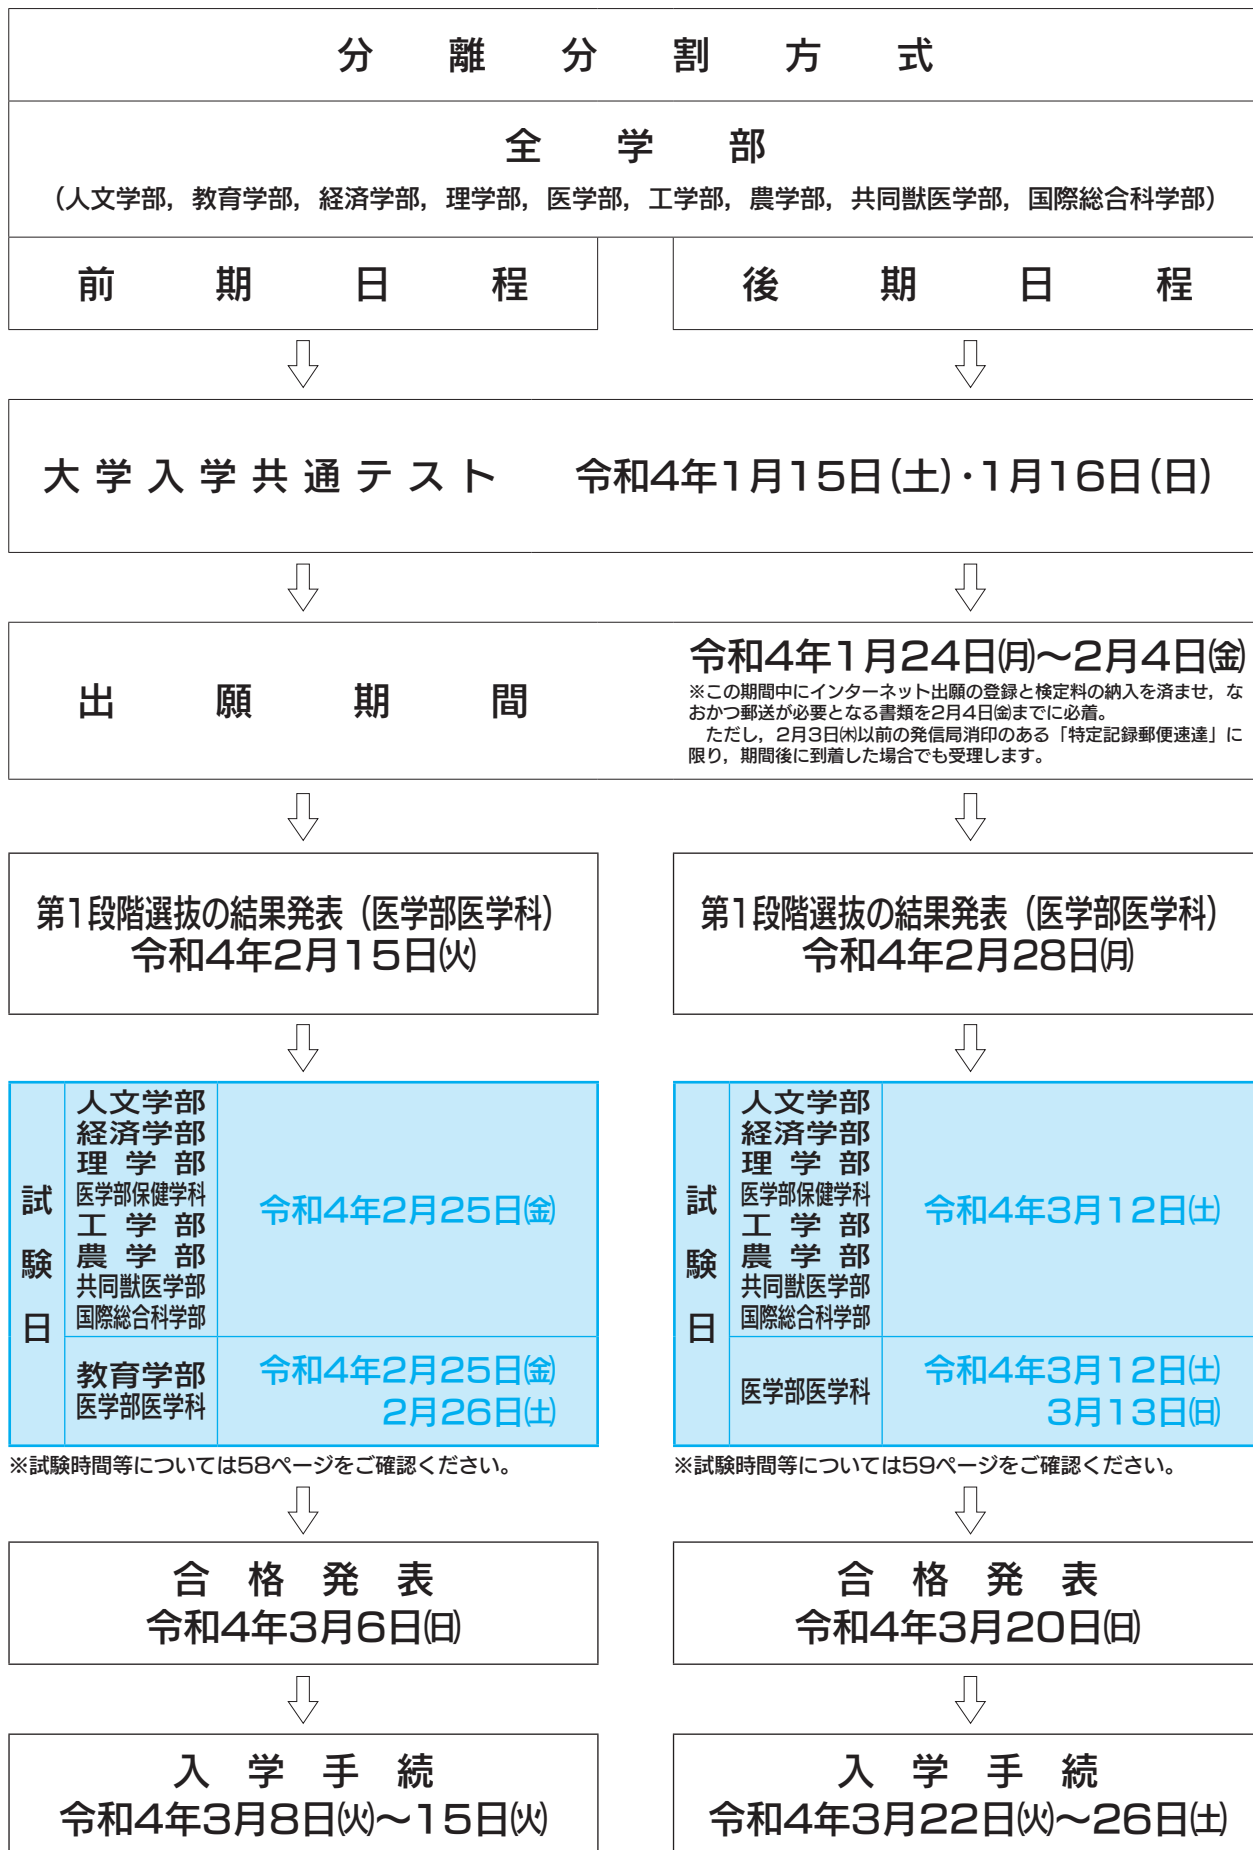 分離分割方式
全学部
（人文学部，教育学部，経済学部，理学部，医学部，工学部，農学部，共同獣医学部，国際総合科学部）
前期日程
後期日程
大学入学共通テスト　令和4年1月15日(土)・1月16日(日)
出願期間
令和4年1月24日㈪～2月4日㈮
※この期間中にインターネット出願の登録と検定料の納入を済ませ，な
おかつ郵送が必要となる書類を2月4日㈮までに必着。
　ただし，2月3日㈭以前の発信局消印のある「特定記録郵便速達」に
限り，期間後に到着した場合でも受理します。
第1段階選抜の結果発表（医学部医学科）
令和4年2月15日㈫
第1段階選抜の結果発表（医学部医学科）
令和4年2月28日㈪
試験日
人文学部
経済学部
理学部
医学部保健学科
工学部
農学部
共同獣医学部
国際総合科学部
令和4年2月25日㈮
教育学部
医学部医学科
令和4年2月25日㈮
2月26日㈯
※試験時間等については58ページをご確認ください。
試験日
人文学部
経済学部
理学部
医学部保健学科
工学部
農学部
共同獣医学部
国際総合科学部
令和4年3月12日㈯
医学部医学科
令和4年3月12日㈯
3月13日㈰
※試験時間等については59ページをご確認ください。
合格発表
令和4年3月6日㈰
合格発表
令和4年3月20日㈰
入学手続
令和4年3月8日㈫～15日㈫
入学手続
令和4年3月22日㈫～26日㈯